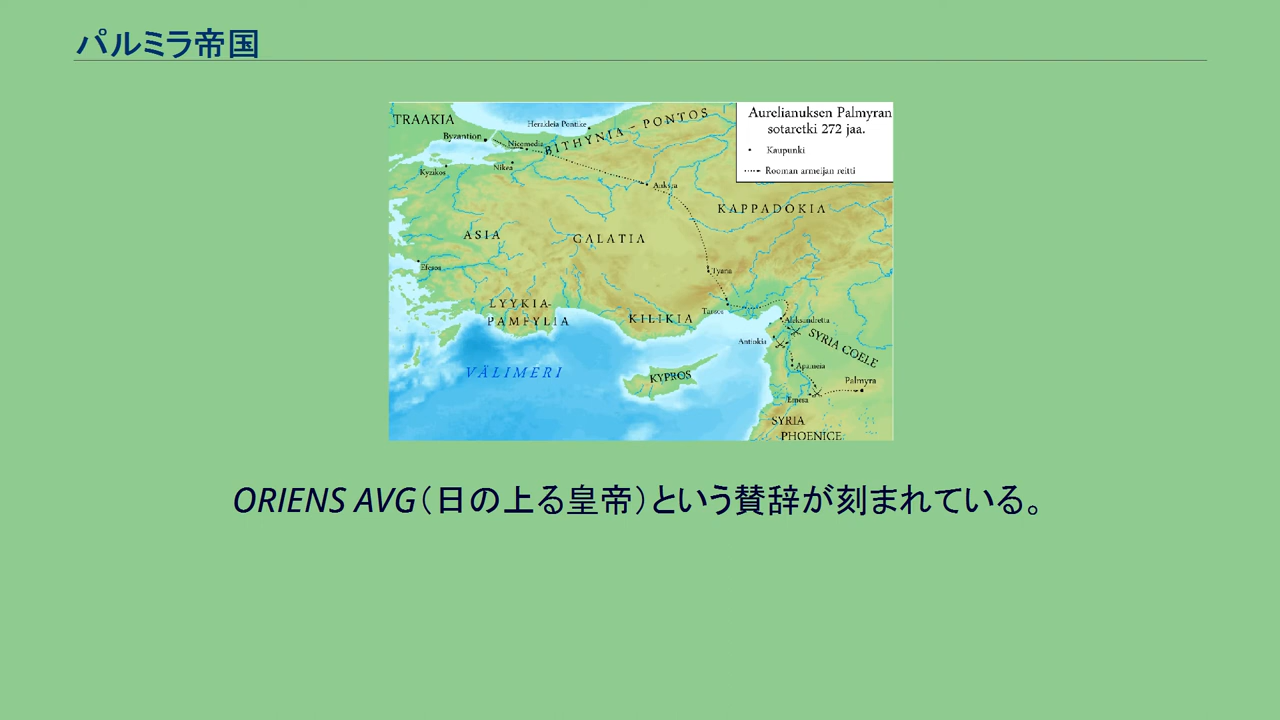 パルミラ帝国
TRAAKIA
Byzantion
Herakleia Pontike
BITHYNIA - PONTOS
Nicomedia
Kyzikos
Nikea
Ankyra
Aurelianuksen Palmyran
sotaretki 272 jaa.
Kaupunki
Rooman armeijan reitti
KAPPADOKIA
ASIA
GALATIA
Efesos
Tyana
LYYKIA-
PAMFYLIA
KILIKIA
Tarsos
Aleksandretta
Antiokia
SYRIA COELE
VÄLIMERI
KYPROS
Apameia
Palmyra
Emesa
SYRIA
PHOENICE
ORIENS AVG（日の上る皇帝）という賛辞が刻まれている。